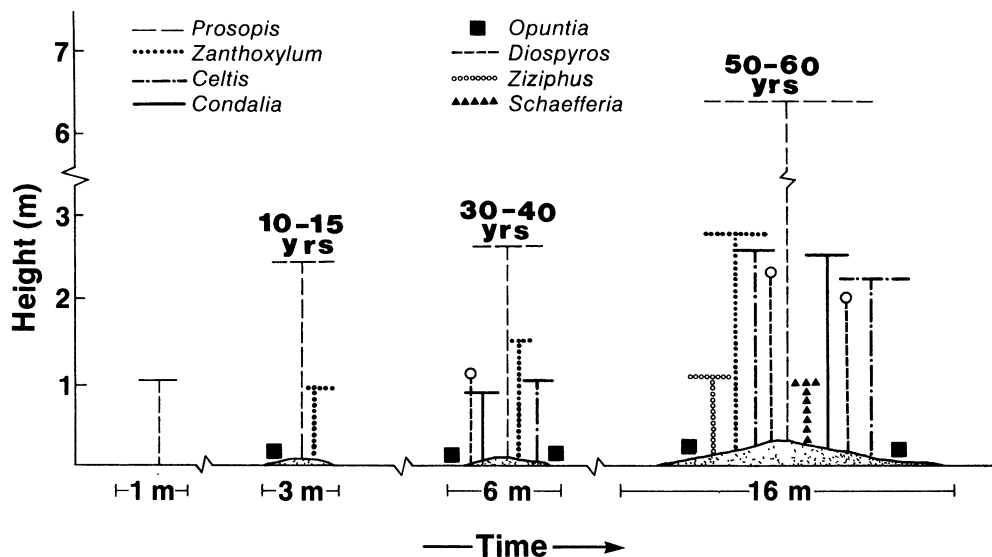 Prosopis
Zanthoxylum
Celtis
Condalia
Opuntia
Diospyros
Ziziphus
Schaefferia
Height (m)
7
6
3
2
1
10-15
yrs
30-40
yrs
50-60
yrs
1 m
3 m
6 m
16 m
Time